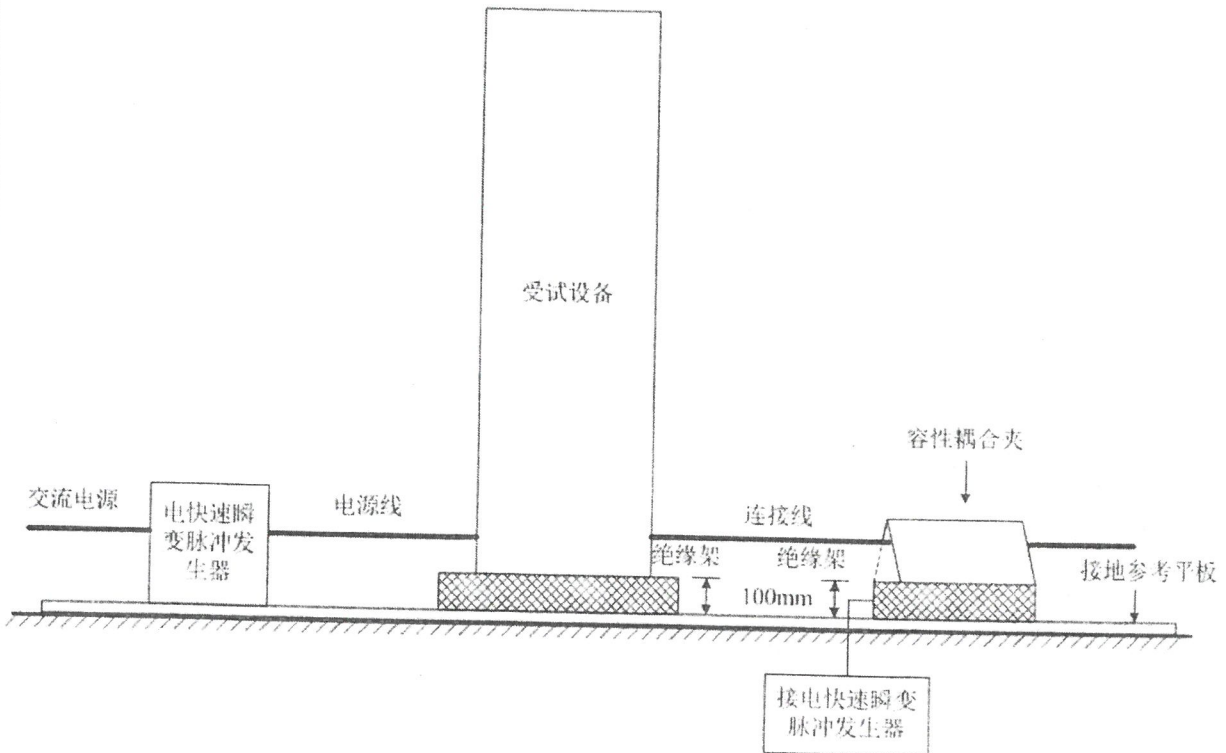 受试设备
容性耦合夹
交流电源
电快速瞬
变脉冲发
生器
电源线
连接线
绝缘架
绝缘架
接地参考平板
100mm
接电快速瞬变
脉冲发生器